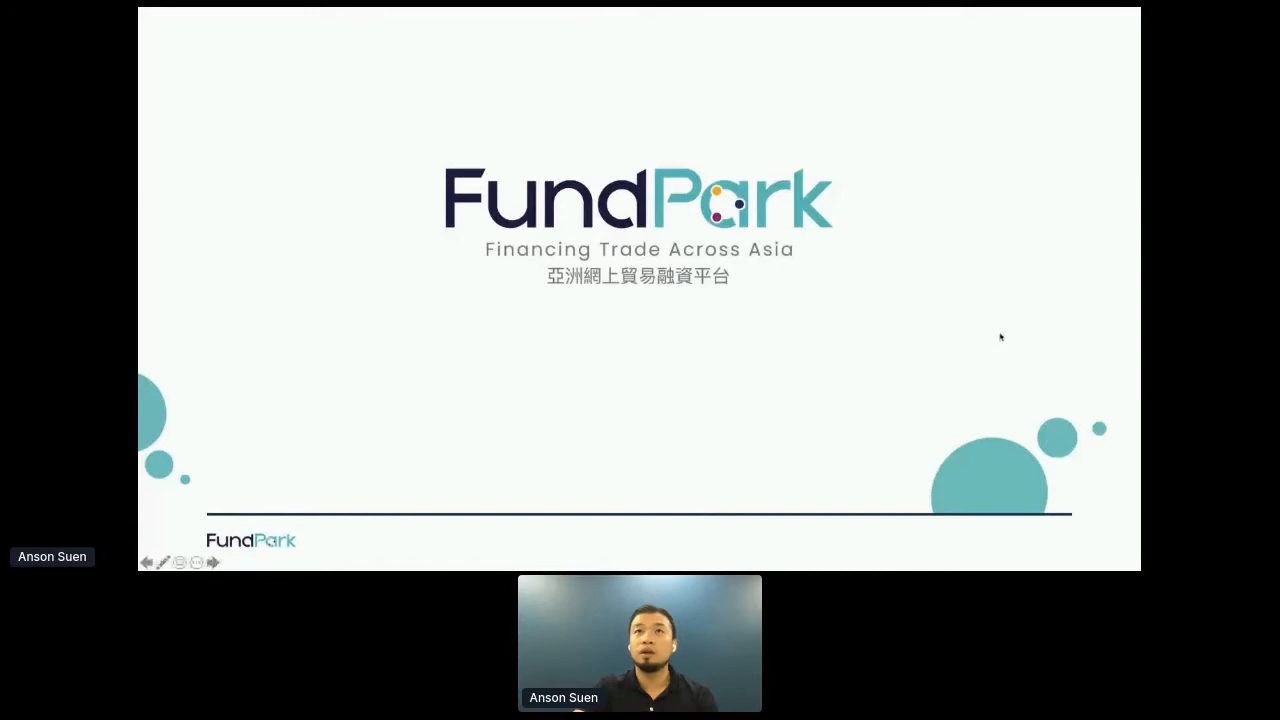 FundPark
Financing Trade Across Asia
亞洲網上貿易融資平台
FundPark
Anson Suen
Anson Suen